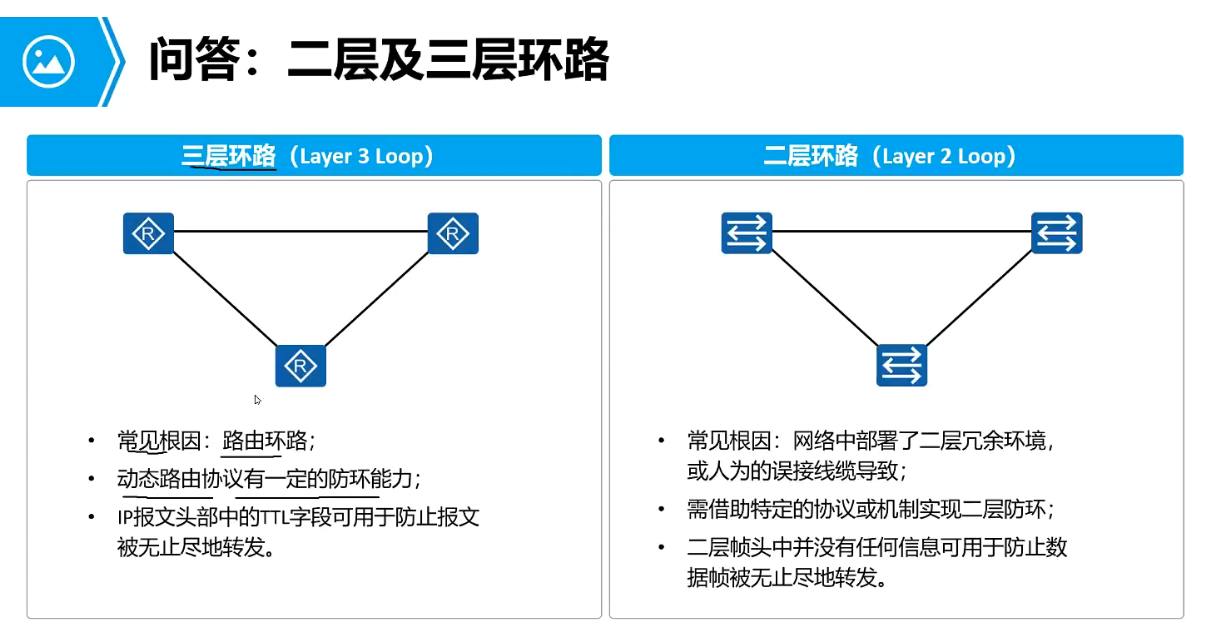 问答：二层及三层环路
三层环路（Layer 3 Loop）
R
R
R
• 常见根因：路由环路；
• 动态路由协议有一定的防环能力；
• IP报文头部中的TTL字段可用于防止报文
被无止尽地转发。
二层环路（Layer 2 Loop）
• 常见根因：网络中部署了二层冗余环境，
或人为的误接线缆导致；
• 需借助特定的协议或机制实现二层防环；
• 二层帧头中并没有任何信息可用于防止数
据帧被无止尽地转发。